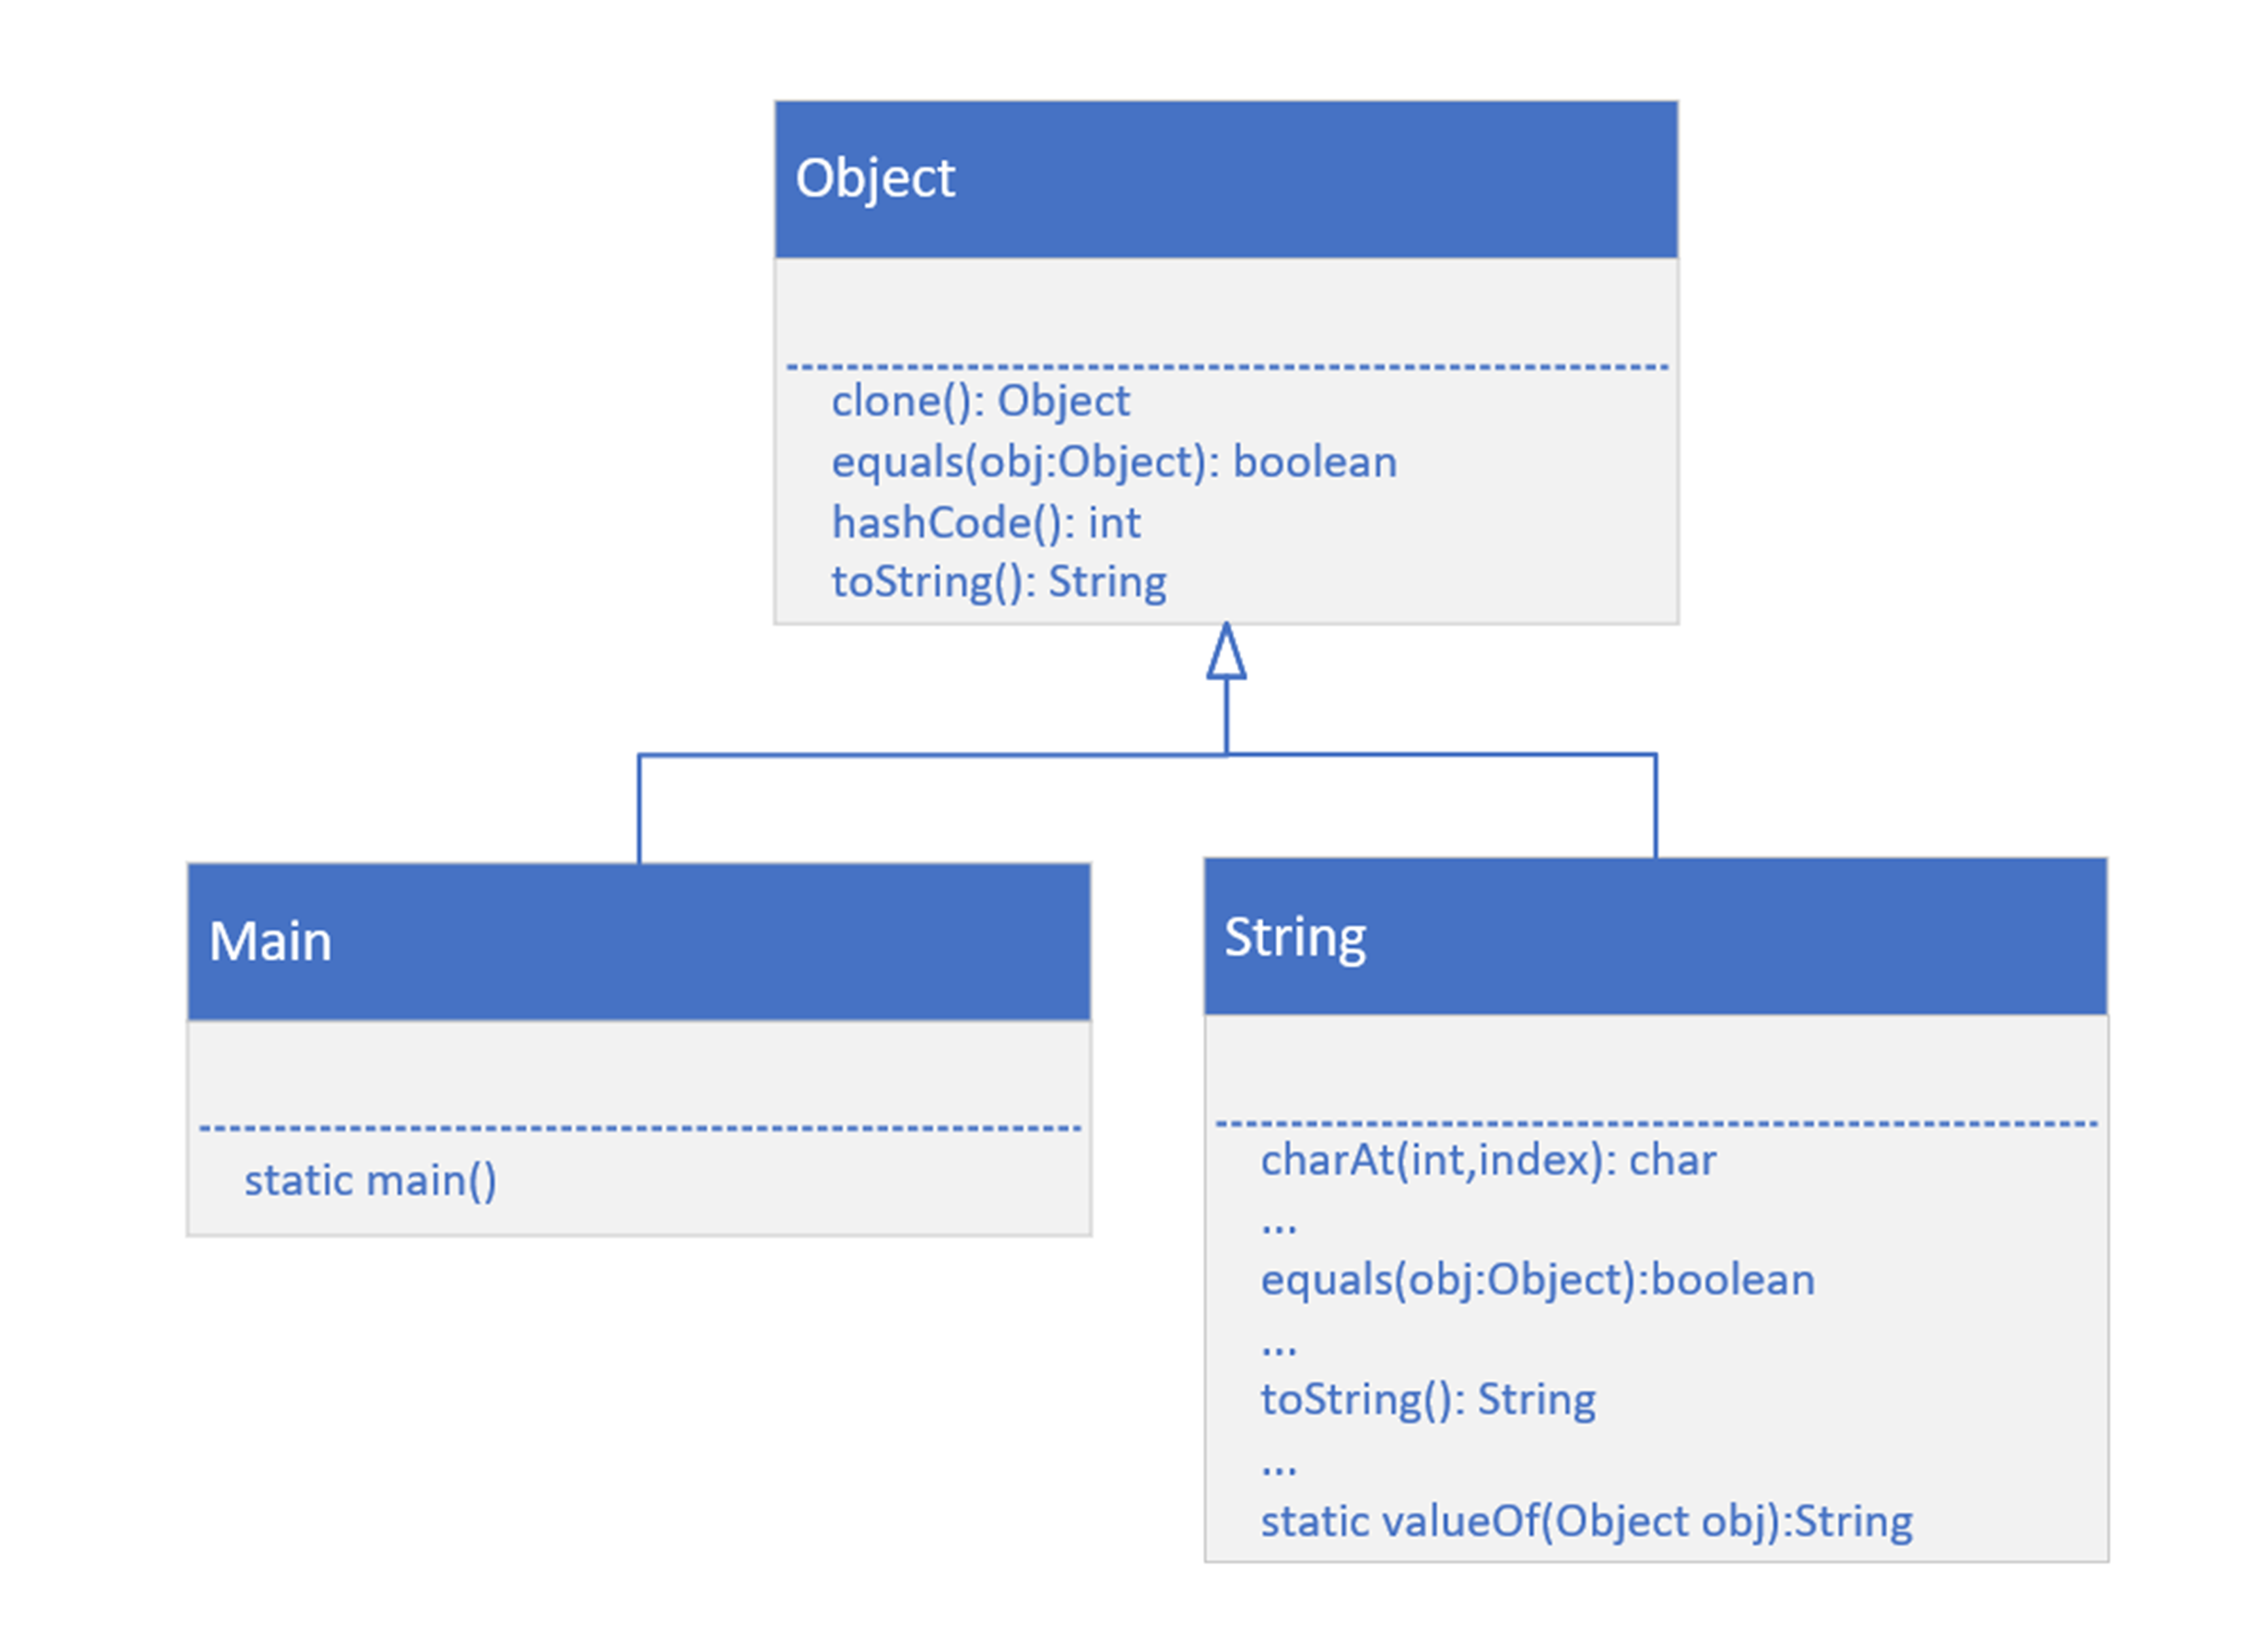 Object
clone(): Object
equals(obj:Object): boolean
hashCode(): int
toString(): String
Main
static main()
String
charAt(int,index): char
...
equals(obj:Object):boolean
...
toString(): String
...
static valueOf(Object obj):String